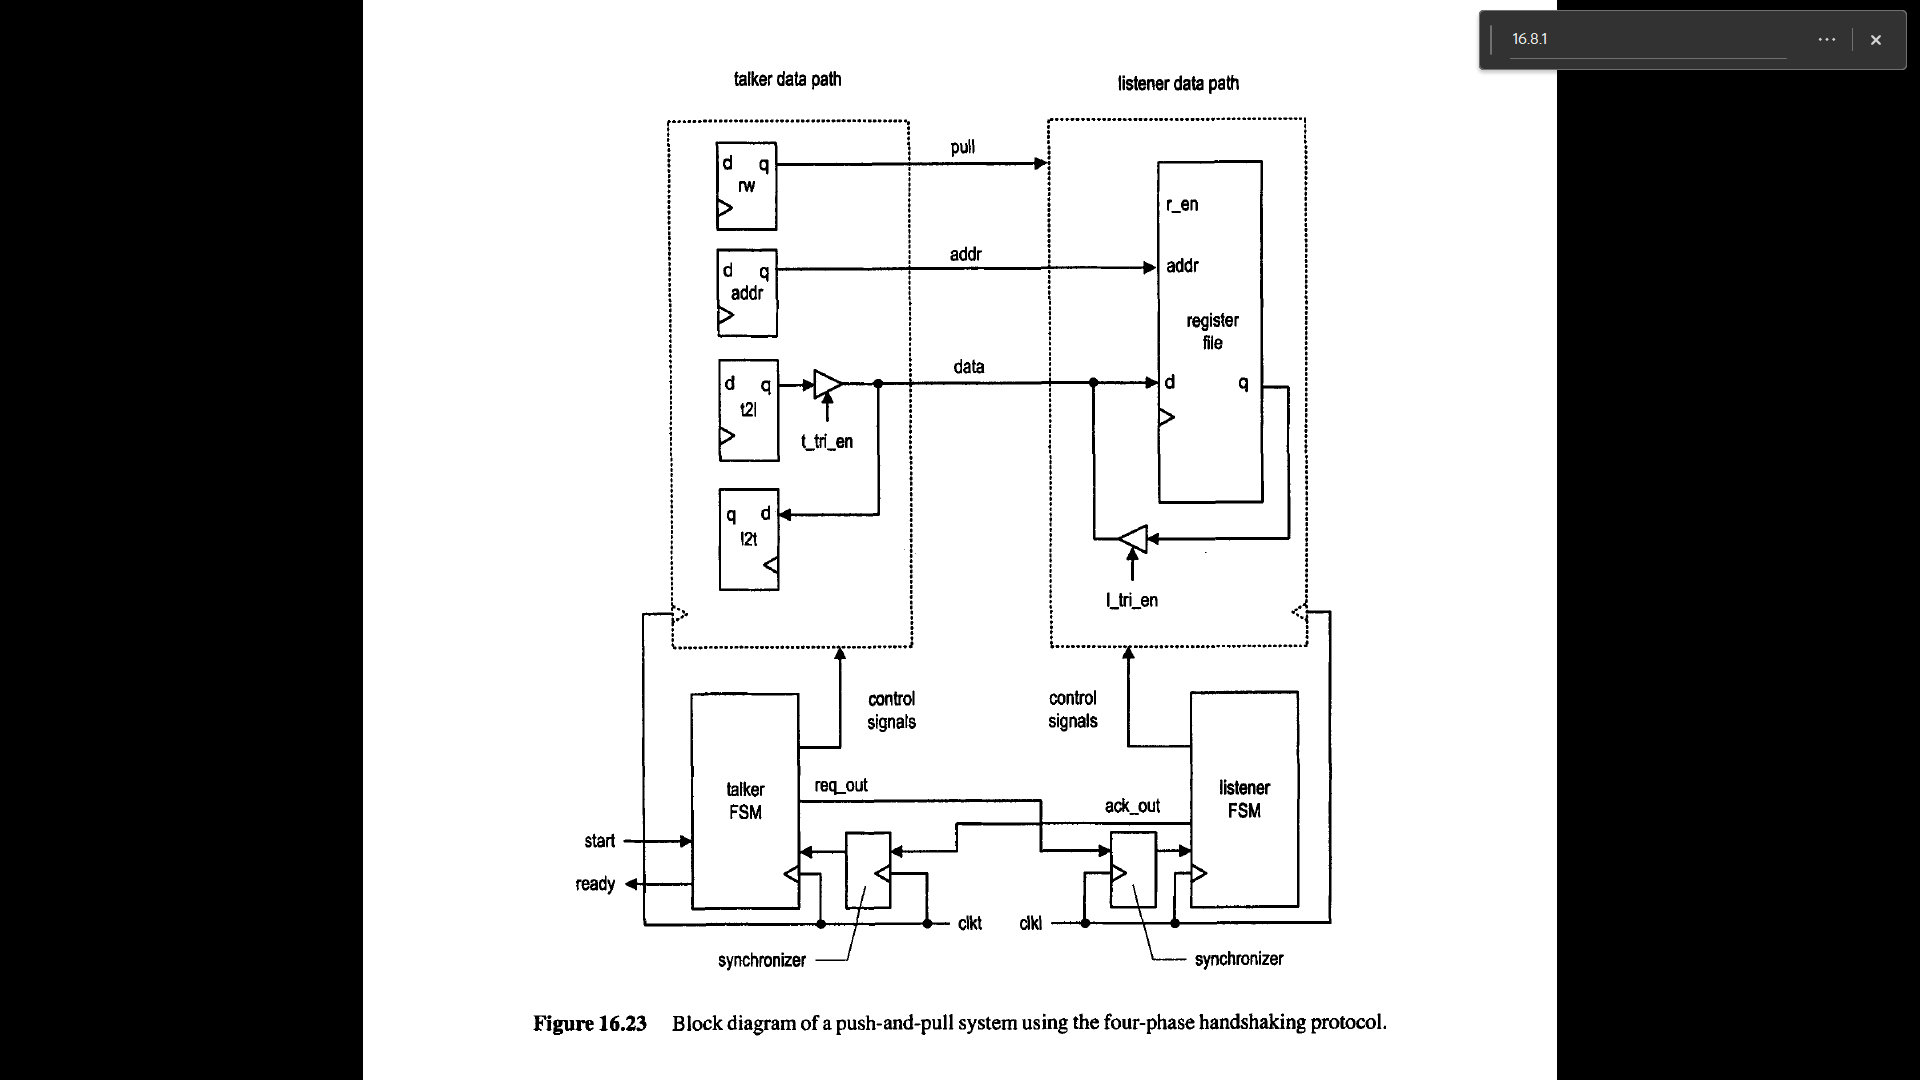 16.8.1
talker data path
listener data path
d q
rw
pull
r_en
d q
addr
addr
addr
register
file
d q
t2l
t_tri_en
data
d q
q d
l2t
l_tri_en
control
signals
control
signals
talker
FSM
req_out
ack_out
listener
FSM
start
ready
clkt
clkl
synchronizer
synchronizer
Figure 16.23 Block diagram of a push-and-pull system using the four-phase handshaking protocol.